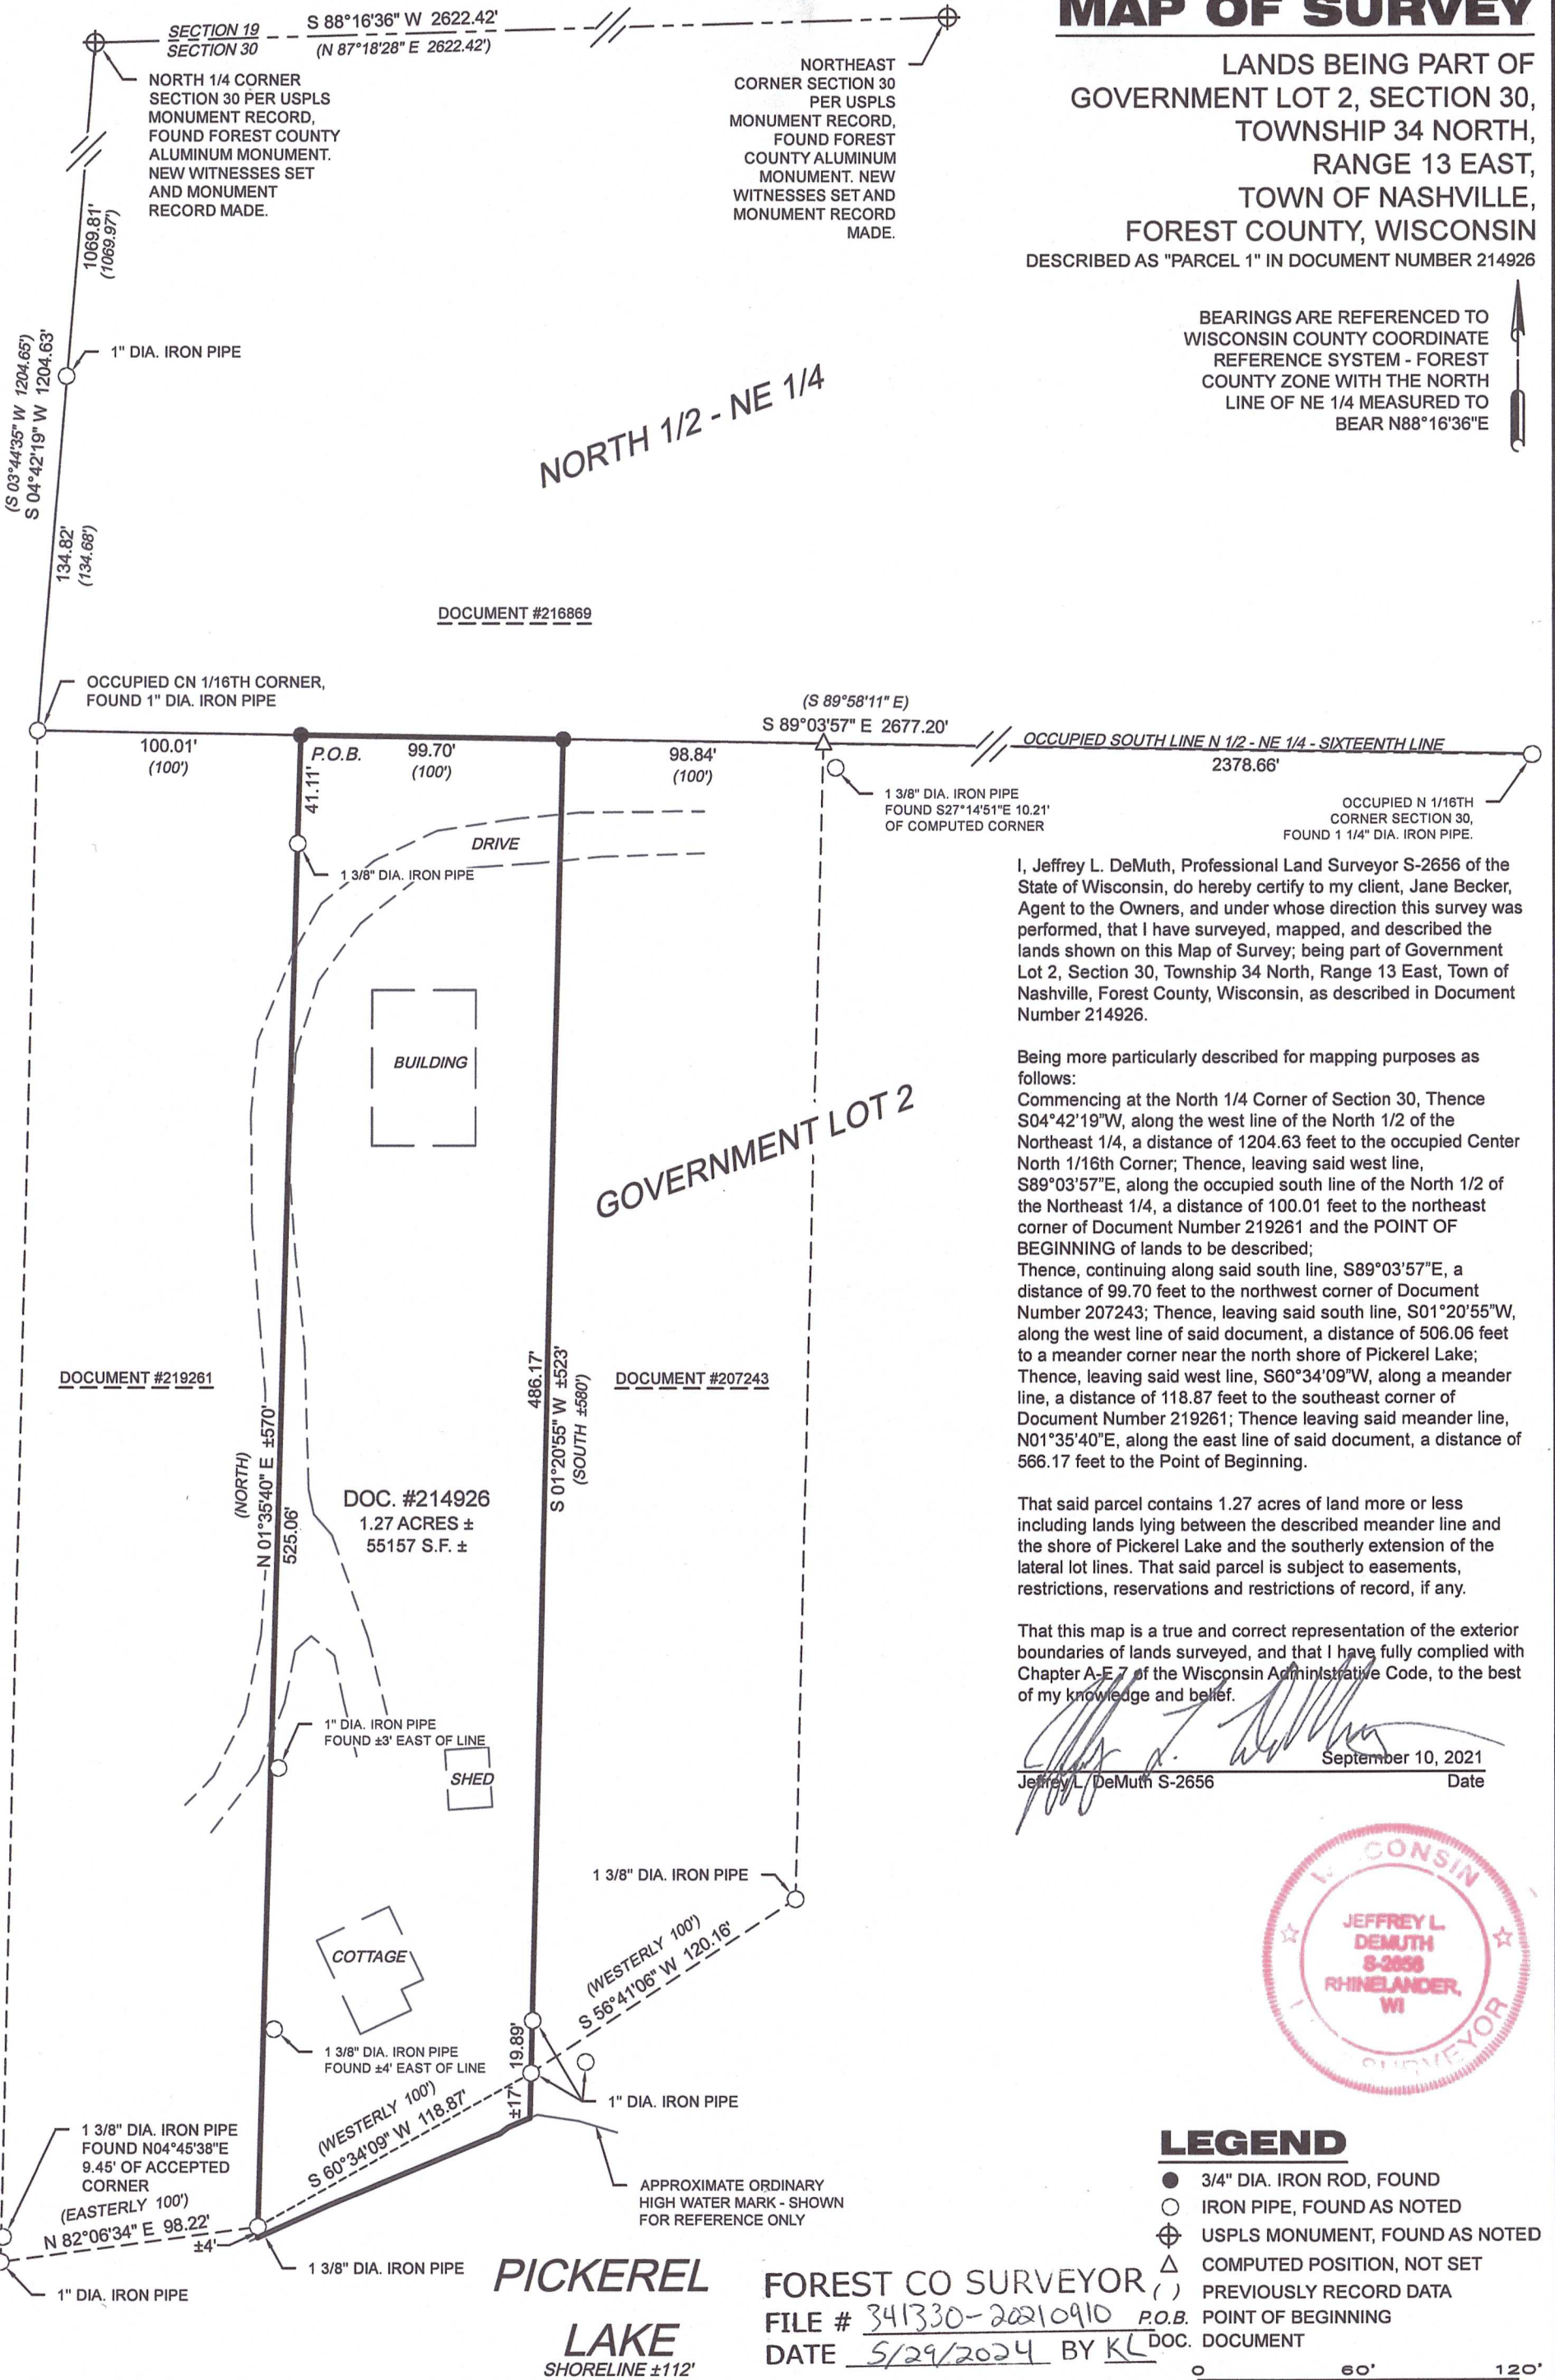 MAP OF SURVEY
LANDS BEING PART OF
GOVERNMENT LOT 2, SECTION 30,
TOWNSHIP 34 NORTH,
RANGE 13 EAST,
TOWN OF NASHVILLE,
FOREST COUNTY, WISCONSIN
DESCRIBED AS "PARCEL 1" IN DOCUMENT NUMBER 214926
BEARINGS ARE REFERENCED TO
WISCONSIN COUNTY COORDINATE
REFERENCE SYSTEM - FOREST
COUNTY ZONE WITH THE NORTH
LINE OF NE 1/4 MEASURED TO
BEAR N88°16'36"E
SECTION 19
SECTION 30
S 88°16'36" W 2622.42'
(N 87°18'28" E 2622.42')
NORTH 1/4 CORNER
SECTION 30 PER USPLS
MONUMENT RECORD,
FOUND FOREST COUNTY
ALUMINUM MONUMENT.
NEW WITNESSES SET
AND MONUMENT
RECORD MADE.
NORTHEAST
CORNER SECTION 30
PER USPLS
MONUMENT RECORD,
FOUND FOREST
COUNTY ALUMINUM
MONUMENT. NEW
WITNESSES SET AND
MONUMENT RECORD
MADE.
1069.81'
(1069.97')
(S 03°44'35" W 1204.65')
S 04°42'19" W 1204.63'
1" DIA. IRON PIPE
134.82'
(134.68')
NORTH 1/2 - NE 1/4
DOCUMENT #216869
OCCUPIED CN 1/16TH CORNER,
FOUND 1" DIA. IRON PIPE
(S 89°58'11" E)
S 89°03'57" E 2677.20'
100.01'
(100')
P.O.B.
99.70'
(100')
98.84'
(100')
OCCUPIED SOUTH LINE N 1/2 - NE 1/4 - SIXTEENTH LINE
2378.66'
41.11'
1 3/8" DIA. IRON PIPE
FOUND S27°14'51"E 10.21'
OF COMPUTED CORNER
OCCUPIED N 1/16TH
CORNER SECTION 30,
FOUND 1 1/4" DIA. IRON PIPE.
DRIVE
1 3/8" DIA. IRON PIPE
BUILDING
GOVERNMENT LOT 2
DOCUMENT #219261
DOCUMENT #207243
486.17'
S 01°20'55" W ±523'
(SOUTH ±580')
(NORTH)
N 01°35'40" E ±570'
525.06'
DOC. #214926
1.27 ACRES ±
55157 S.F. ±
1" DIA. IRON PIPE
FOUND ±3' EAST OF LINE
SHED
1 3/8" DIA. IRON PIPE
COTTAGE
(WESTERLY 100')
S 56°41'06" W 120.16'
1 3/8" DIA. IRON PIPE
FOUND ±4' EAST OF LINE
19.89'
±17'
1" DIA. IRON PIPE
(WESTERLY 100')
S 60°34'09" W 118.87'
1 3/8" DIA. IRON PIPE
FOUND N04°45'38"E
9.45' OF ACCEPTED
CORNER
(EASTERLY 100')
N 82°06'34" E 98.22'
±4'
1" DIA. IRON PIPE
1 3/8" DIA. IRON PIPE
APPROXIMATE ORDINARY
HIGH WATER MARK - SHOWN
FOR REFERENCE ONLY
PICKEREL
LAKE
SHORELINE ±112'
I, Jeffrey L. DeMuth, Professional Land Surveyor S-2656 of the
State of Wisconsin, do hereby certify to my client, Jane Becker,
Agent to the Owners, and under whose direction this survey was
performed, that I have surveyed, mapped, and described the
lands shown on this Map of Survey; being part of Government
Lot 2, Section 30, Township 34 North, Range 13 East, Town of
Nashville, Forest County, Wisconsin, as described in Document
Number 214926.
Being more particularly described for mapping purposes as
follows:
Commencing at the North 1/4 Corner of Section 30, Thence
S04°42'19"W, along the west line of the North 1/2 of the
Northeast 1/4, a distance of 1204.63 feet to the occupied Center
North 1/16th Corner; Thence, leaving said west line,
S89°03'57"E, along the occupied south line of the North 1/2 of
the Northeast 1/4, a distance of 100.01 feet to the northeast
corner of Document Number 219261 and the POINT OF
BEGINNING of lands to be described;
Thence, continuing along said south line, S89°03'57"E, a
distance of 99.70 feet to the northwest corner of Document
Number 207243; Thence, leaving said south line, S01°20'55"W,
along the west line of said document, a distance of 506.06 feet
to a meander corner near the north shore of Pickerel Lake;
Thence, leaving said west line, S60°34'09"W, along a meander
line, a distance of 118.87 feet to the southeast corner of
Document Number 219261; Thence leaving said meander line,
N01°35'40"E, along the east line of said document, a distance of
566.17 feet to the Point of Beginning.
That said parcel contains 1.27 acres of land more or less
including lands lying between the described meander line and
the shore of Pickerel Lake and the southerly extension of the
lateral lot lines. That said parcel is subject to easements,
restrictions, reservations and restrictions of record, if any.
That this map is a true and correct representation of the exterior
boundaries of lands surveyed, and that I have fully complied with
Chapter A-E 7 of the Wisconsin Administrative Code, to the best
of my knowledge and belief.
September 10, 2021
Jeffrey L. DeMuth S-2656
Date
JEFFREY L.
DEMUTH
S-2656
RHINELANDER,
WI
SURVEYOR
LEGEND
3/4" DIA. IRON ROD, FOUND
IRON PIPE, FOUND AS NOTED
USPLS MONUMENT, FOUND AS NOTED
COMPUTED POSITION, NOT SET
( ) PREVIOUSLY RECORD DATA
P.O.B. POINT OF BEGINNING
DOC. DOCUMENT
FOREST CO SURVEYOR
FILE # 341330-20210910
DATE 5/29/2024 BY KL
0 60' 120'